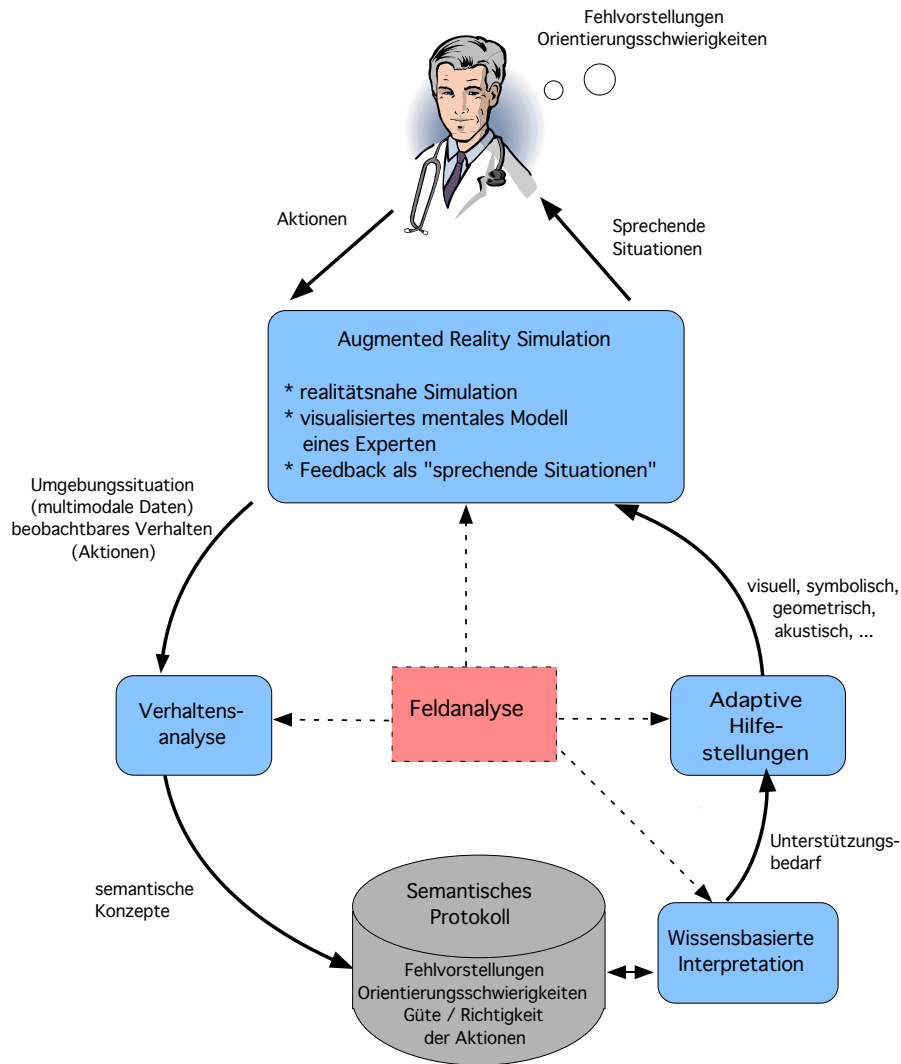 Fehlvorstellungen
Orientierungsschwierigkeiten
Aktionen
Sprechende
Situationen
Augmented Reality Simulation
* realitätsnahe Simulation
* visualisiertes mentales Modell
eines Experten
* Feedback als "sprechende Situationen"
Umgebungssituation
(multimodale Daten)
beobachtbares Verhalten
(Aktionen)
visuell, symbolisch,
geometrisch,
akustisch, ...
Verhaltens-
analyse
Feldanalyse
Adaptive
Hilfe-
stellungen
Unterstützungs-
bedarf
semantische
Konzepte
Semantisches
Protokoll
Fehlvorstellungen
Orientierungsschwierigkeiten
Güte / Richtigkeit
der Aktionen
Wissensbasierte
Interpretation